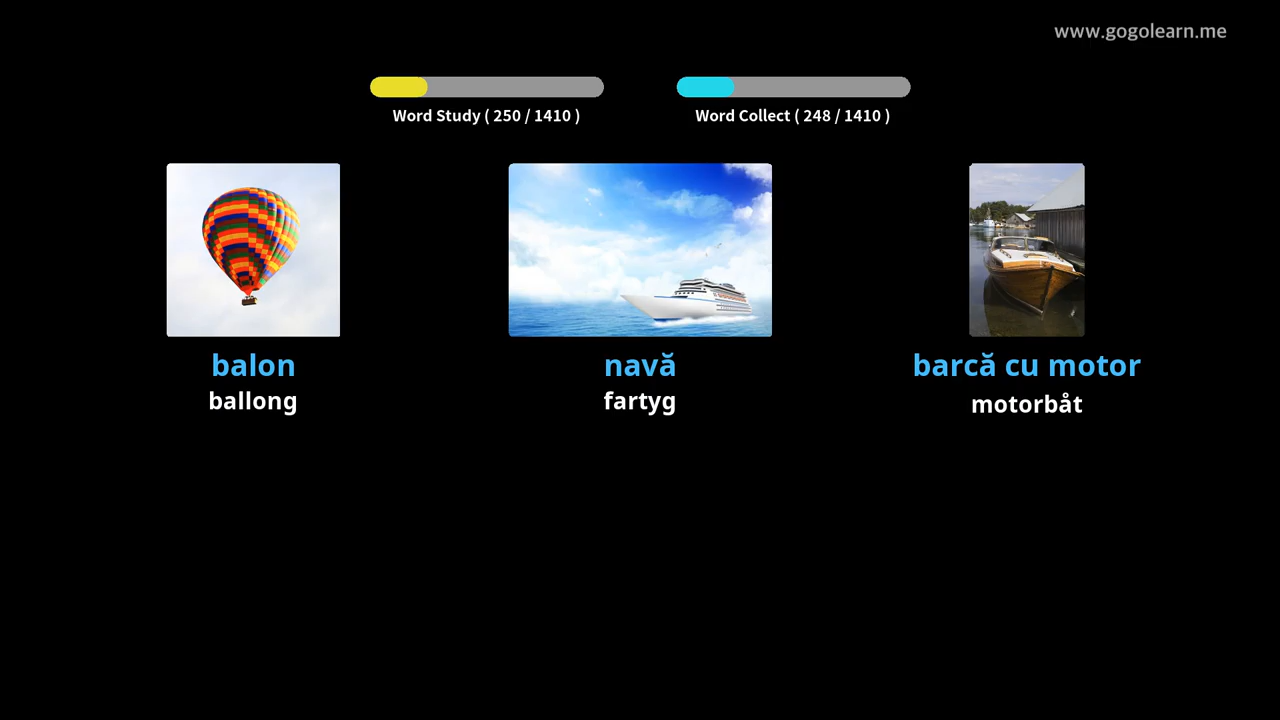 www.gogolearn.me
Word Study ( 250 / 1410 )
Word Collect ( 248 / 1410 )
balon
ballong
navă
fartyg
barcă cu motor
motorbåt